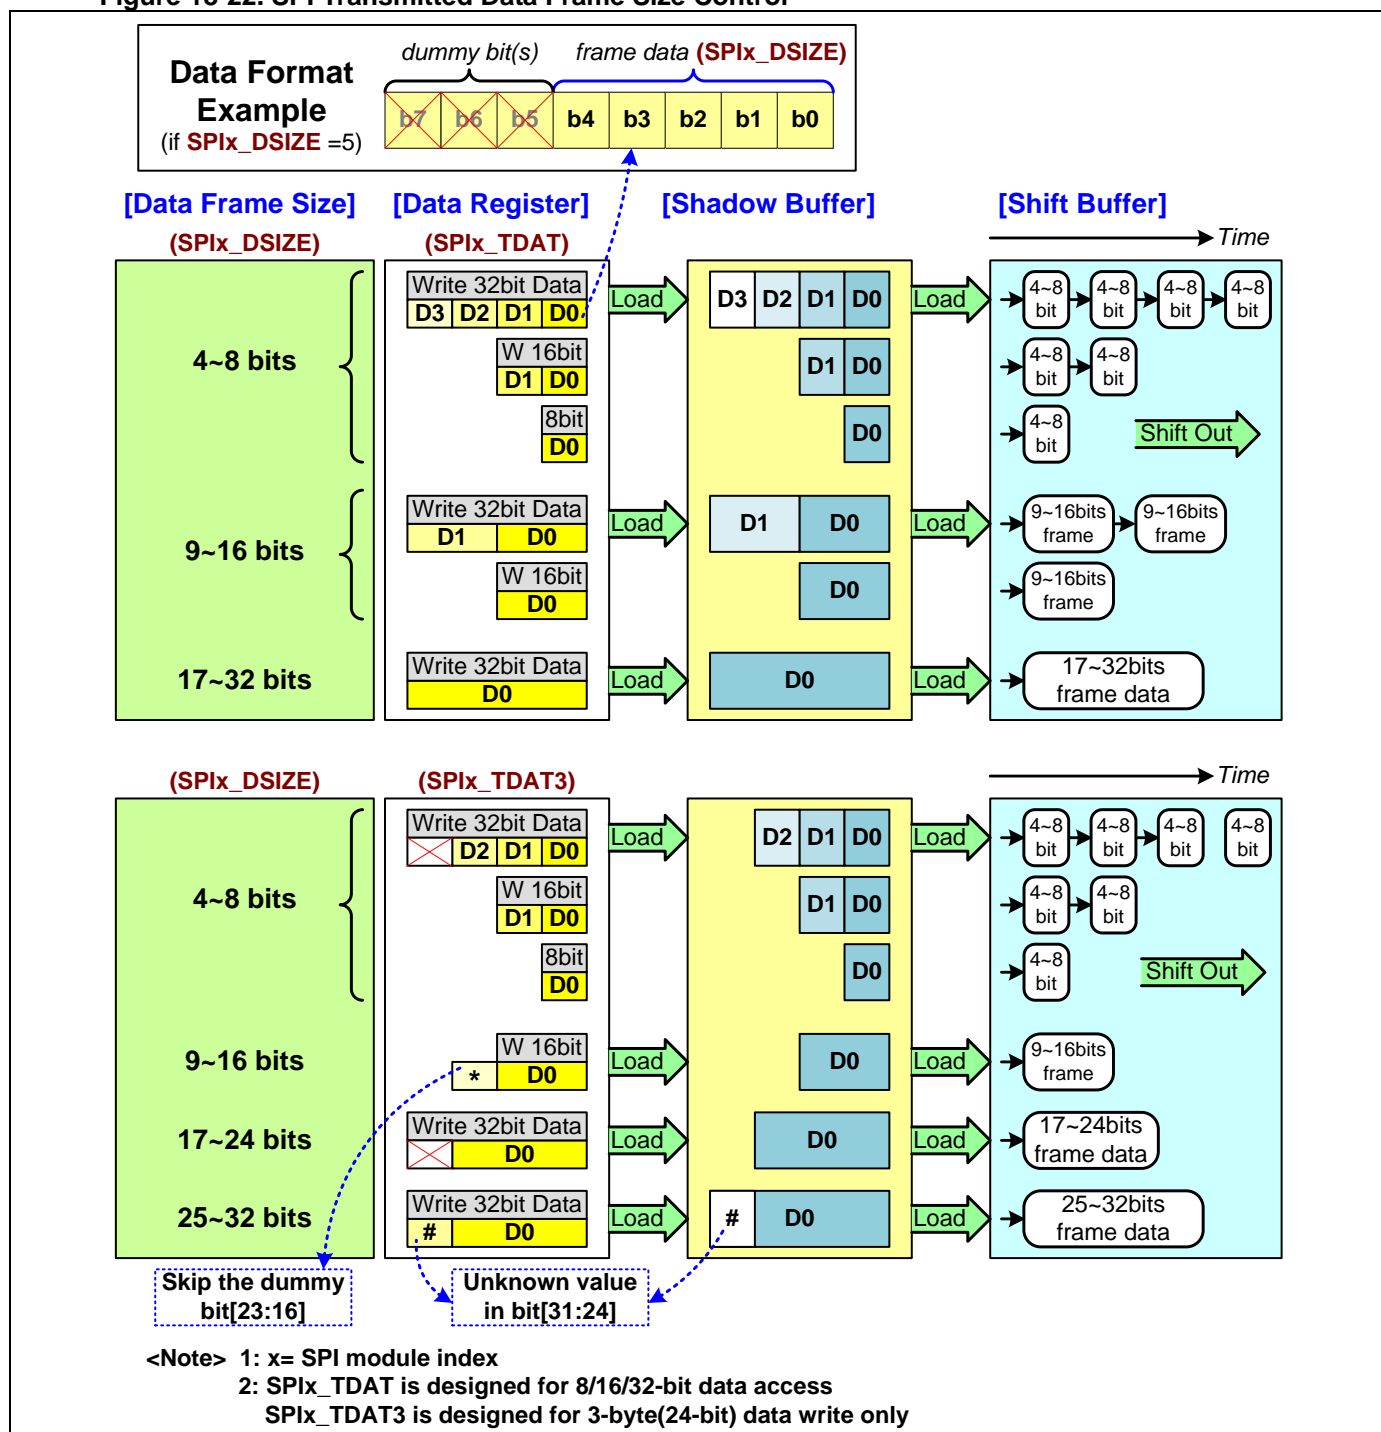 Figure 18-22. SPI Transmitted Data Frame Size Control
Data Format
Example
(if SPIx_DSIZE =5)
dummy bit(s) frame data (SPIx_DSIZE)
b7 b6 b5 b4 b3 b2 b1 b0
[Data Frame Size] [Data Register] [Shadow Buffer] [Shift Buffer]
(SPIx_DSIZE) (SPIx_TDAT) Time
4~8 bits
Write 32bit Data
D3 D2 D1 D0
Load
D3 D2 D1 D0
Load
4~8 bit 4~8 bit 4~8 bit 4~8 bit
W 16bit
D1 D0
D1 D0
4~8 bit 4~8 bit
8bit
D0
D0
4~8 bit
Shift Out
9~16 bits
Write 32bit Data
D1 D0
Load
D1 D0
Load
9~16bits frame 9~16bits frame
W 16bit
D0
D0
9~16bits frame
17~32 bits
Write 32bit Data
D0
Load
D0
Load
17~32bits
frame data
(SPIx_DSIZE) (SPIx_TDAT3) Time
4~8 bits
Write 32bit Data
D2 D1 D0
Load
D2 D1 D0
Load
4~8 bit 4~8 bit 4~8 bit 4~8 bit
W 16bit
D1 D0
D1 D0
4~8 bit 4~8 bit
8bit
D0
D0
4~8 bit
Shift Out
9~16 bits
W 16bit
* D0
Load
D0
Load
9~16bits
frame
17~24 bits
Write 32bit Data
D0
Load
D0
Load
17~24bits
frame data
25~32 bits
Write 32bit Data
# D0
Load
# D0
Load
25~32bits
frame data
Skip the dummy
bit[23:16]
Unknown value
in bit[31:24]
<Note> 1: x= SPI module index
2: SPIx_TDAT is designed for 8/16/32-bit data access
SPIx_TDAT3 is designed for 3-byte(24-bit) data write only